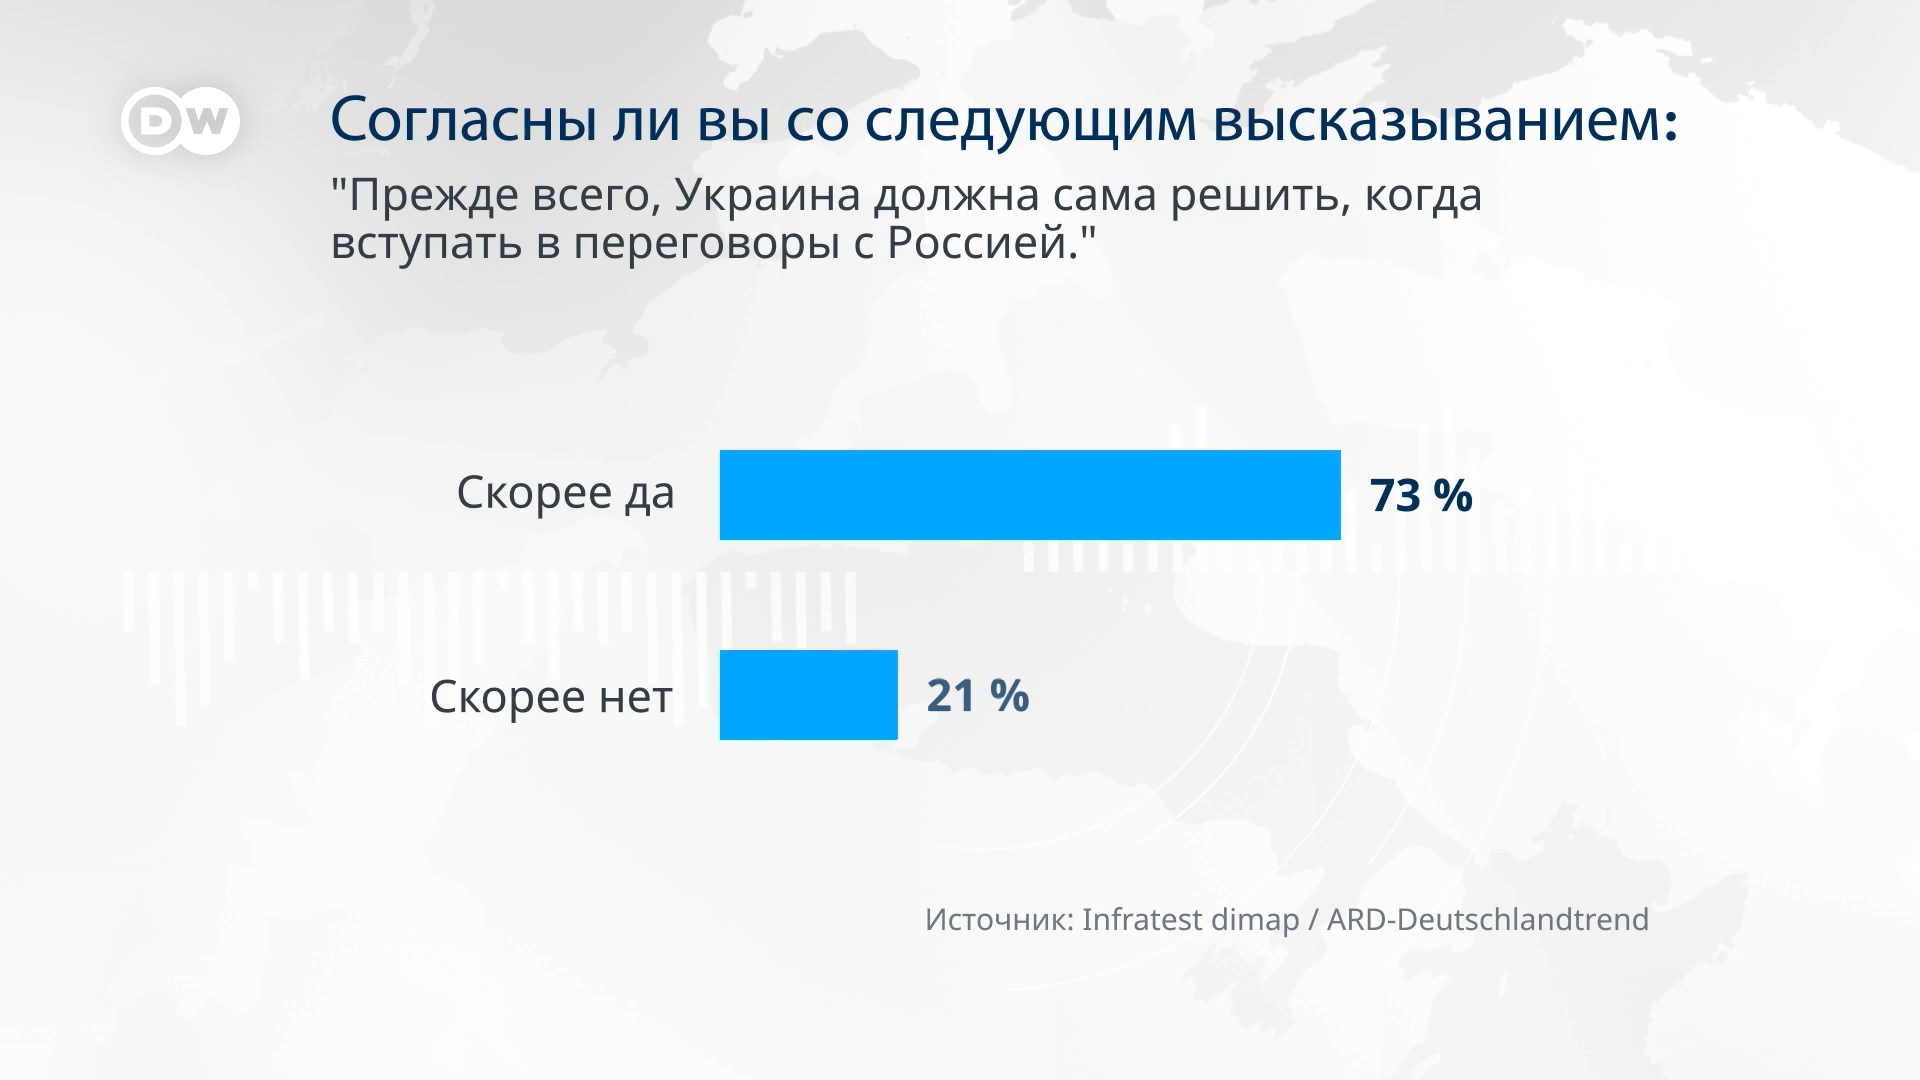 DW
Согласны ли вы со следующим высказыванием:
"Прежде всего, Украина должна сама решить, когда
вступать в переговоры с Россией."
Скорее да
73 %
Скорее нет
21 %
Источник: Infratest dimap / ARD-Deutschlandtrend